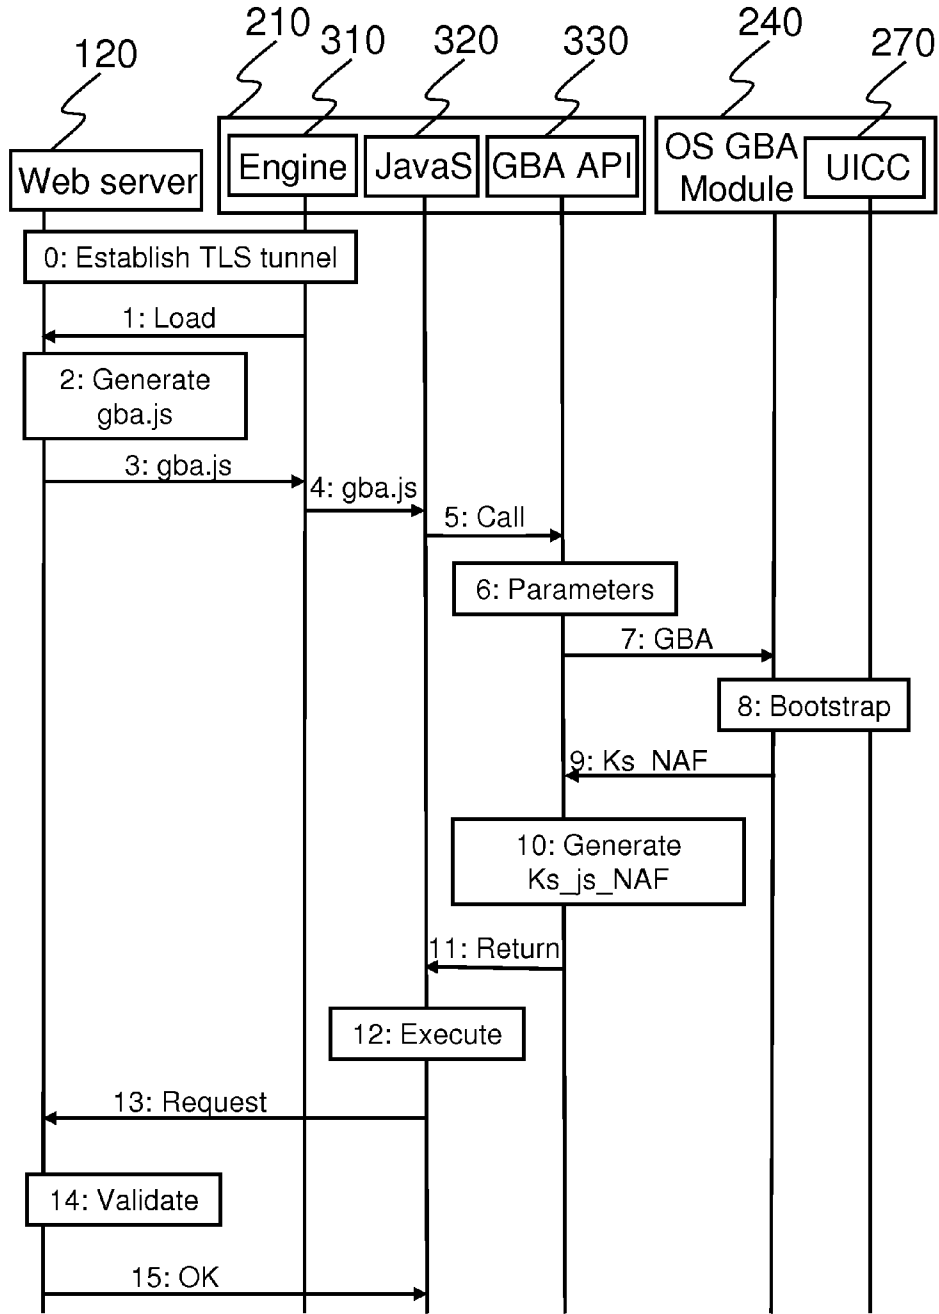 120
210
310
320
330
240
270
Web server
Engine
JavaS
GBA API
OS GBA
Module
UICC
0: Establish TLS tunnel
1: Load
2: Generate
gba.js
3: gba.js
4: gba.js
5: Call
6: Parameters
7: GBA
8: Bootstrap
9: Ks_NAF
10: Generate
Ks_js_NAF
11: Return
12: Execute
13: Request
14: Validate
15: OK